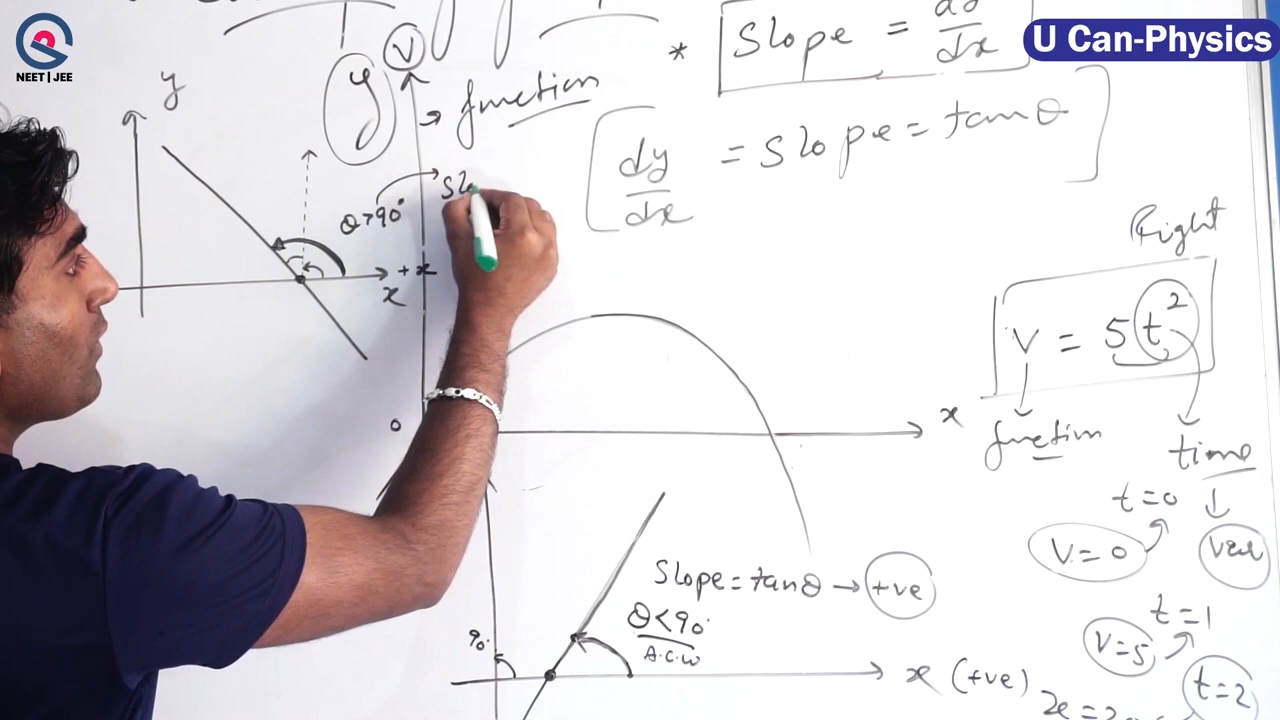 NEET | JEE
U Can-Physics
* Slope = dy/dx
y
y
V
→ function
dy/dx = slope = tanθ
θ>90°
+x
x
Right
V = 5t²
function
time
0
x
t=0
V=0
Slope = tanθ → +ve
θ<90°
A.C.W
90°
x (+ve)
t=1
V=5
t=2